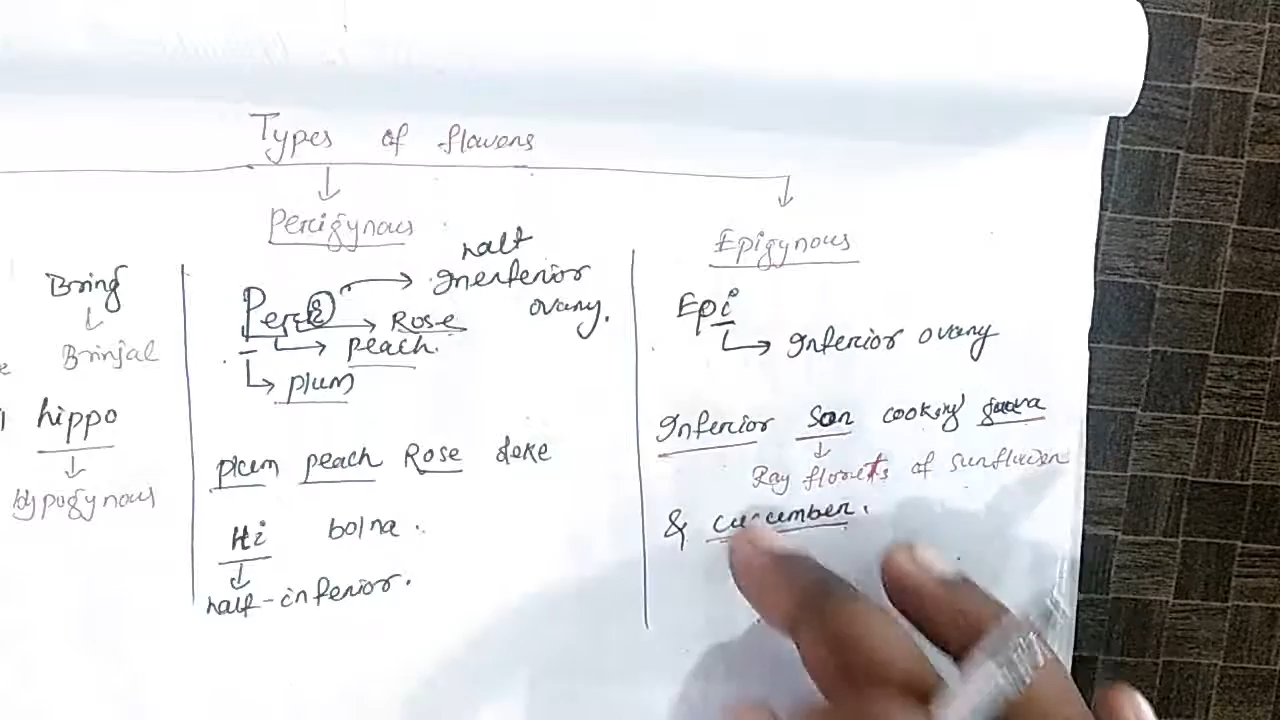 Types of flowers
Perigynous
Epigynous
Bring
Brinjal
hippo
hypogynous
half
Inferior
ovary.
Peri
Rose
peach.
plum
plum peach Rose deke
Hi bolna.
half-inferior.
Epi
Inferior ovary
Inferior Son cooking guava
Ray florets of sunflower
& cucumber.